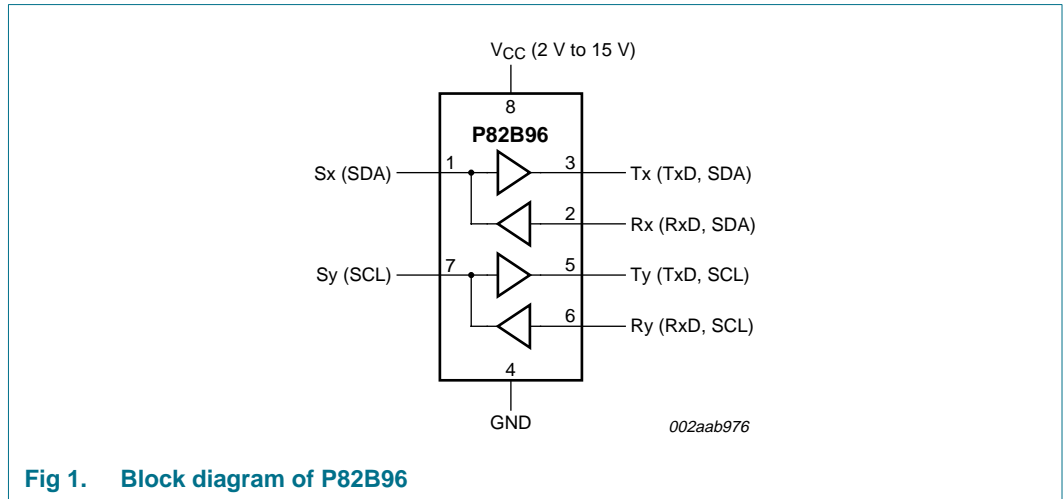 VCC (2 V to 15 V)
8
P82B96
Sx (SDA)
1
3
Tx (TxD, SDA)
2
Rx (RxD, SDA)
Sy (SCL)
7
5
Ty (TxD, SCL)
6
Ry (RxD, SCL)
4
GND
002aab976
Fig 1. Block diagram of P82B96